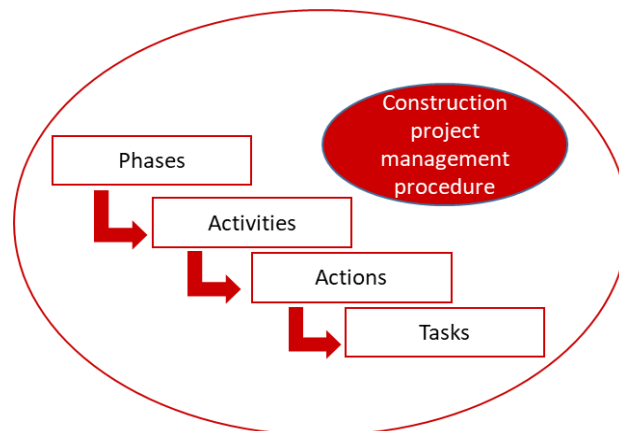 Construction
project
management
procedure
Phases
Activities
Actions
Tasks